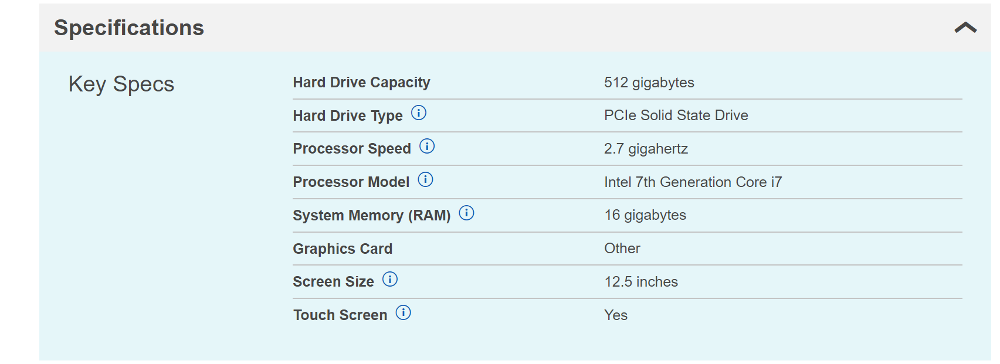 Specifications
Key Specs
Hard Drive Capacity 512 gigabytes
Hard Drive Type PCIe Solid State Drive
Processor Speed 2.7 gigahertz
Processor Model Intel 7th Generation Core i7
System Memory (RAM) 16 gigabytes
Graphics Card Other
Screen Size 12.5 inches
Touch Screen Yes